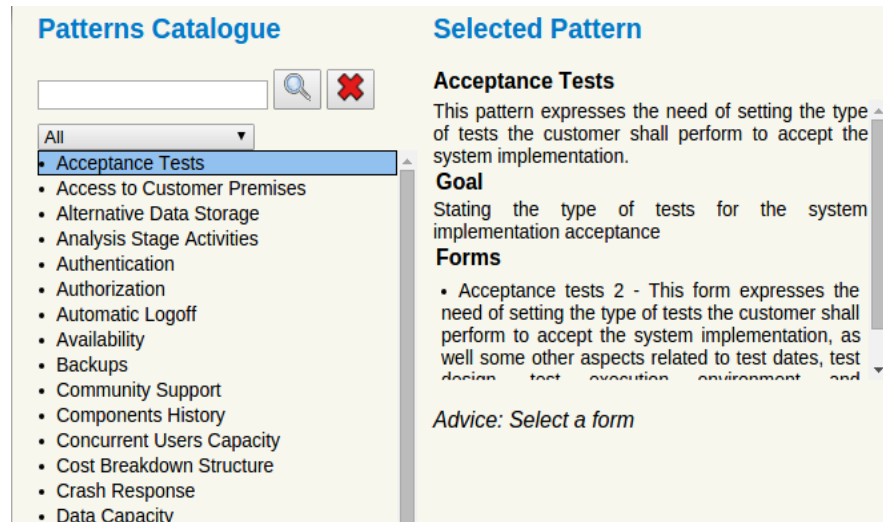 Patterns Catalogue
All
• Acceptance Tests
• Access to Customer Premises
• Alternative Data Storage
• Analysis Stage Activities
• Authentication
• Authorization
• Automatic Logoff
• Availability
• Backups
• Community Support
• Components History
• Concurrent Users Capacity
• Cost Breakdown Structure
• Crash Response
• Data Capacity
Selected Pattern
Acceptance Tests
This pattern expresses the need of setting the type
of tests the customer shall perform to accept the
system implementation.
Goal
Stating the type of tests for the system
implementation acceptance
Forms
• Acceptance tests 2 - This form expresses the
need of setting the type of tests the customer shall
perform to accept the system implementation, as
well some other aspects related to test dates, test
design, test execution environment and
Advice: Select a form